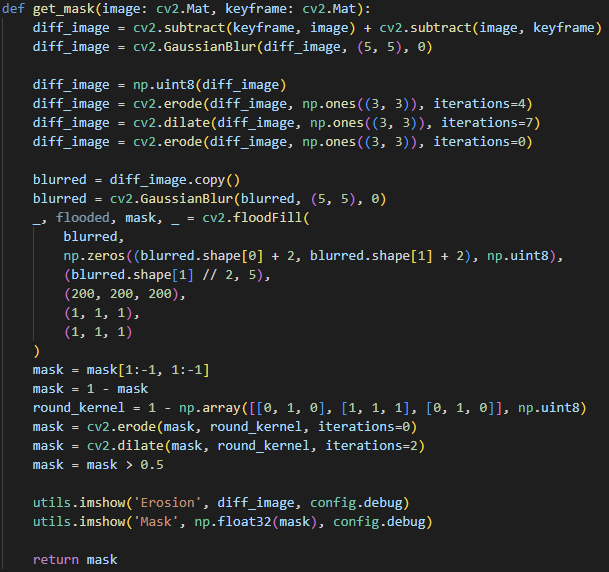 def get_mask(image: cv2.Mat, keyframe: cv2.Mat):
    diff_image = cv2.subtract(keyframe, image) + cv2.subtract(image, keyframe)
    diff_image = cv2.GaussianBlur(diff_image, (5, 5), 0)

    diff_image = np.uint8(diff_image)
    diff_image = cv2.erode(diff_image, np.ones((3, 3)), iterations=4)
    diff_image = cv2.dilate(diff_image, np.ones((3, 3)), iterations=7)
    diff_image = cv2.erode(diff_image, np.ones((3, 3)), iterations=0)

    blurred = diff_image.copy()
    blurred = cv2.GaussianBlur(blurred, (5, 5), 0)
    _, flooded, mask, _ = cv2.floodFill(
        blurred,
        np.zeros((blurred.shape[0] + 2, blurred.shape[1] + 2), np.uint8),
        (blurred.shape[1] // 2, 5),
        (200, 200, 200),
        (1, 1, 1),
        (1, 1, 1)
    )
    mask = mask[1:-1, 1:-1]
    mask = 1 - mask
    round_kernel = 1 - np.array([[0, 1, 0], [1, 1, 1], [0, 1, 0]], np.uint8)
    mask = cv2.erode(mask, round_kernel, iterations=0)
    mask = cv2.dilate(mask, round_kernel, iterations=2)
    mask = mask > 0.5

    utils.imshow('Erosion', diff_image, config.debug)
    utils.imshow('Mask', np.float32(mask), config.debug)

    return mask